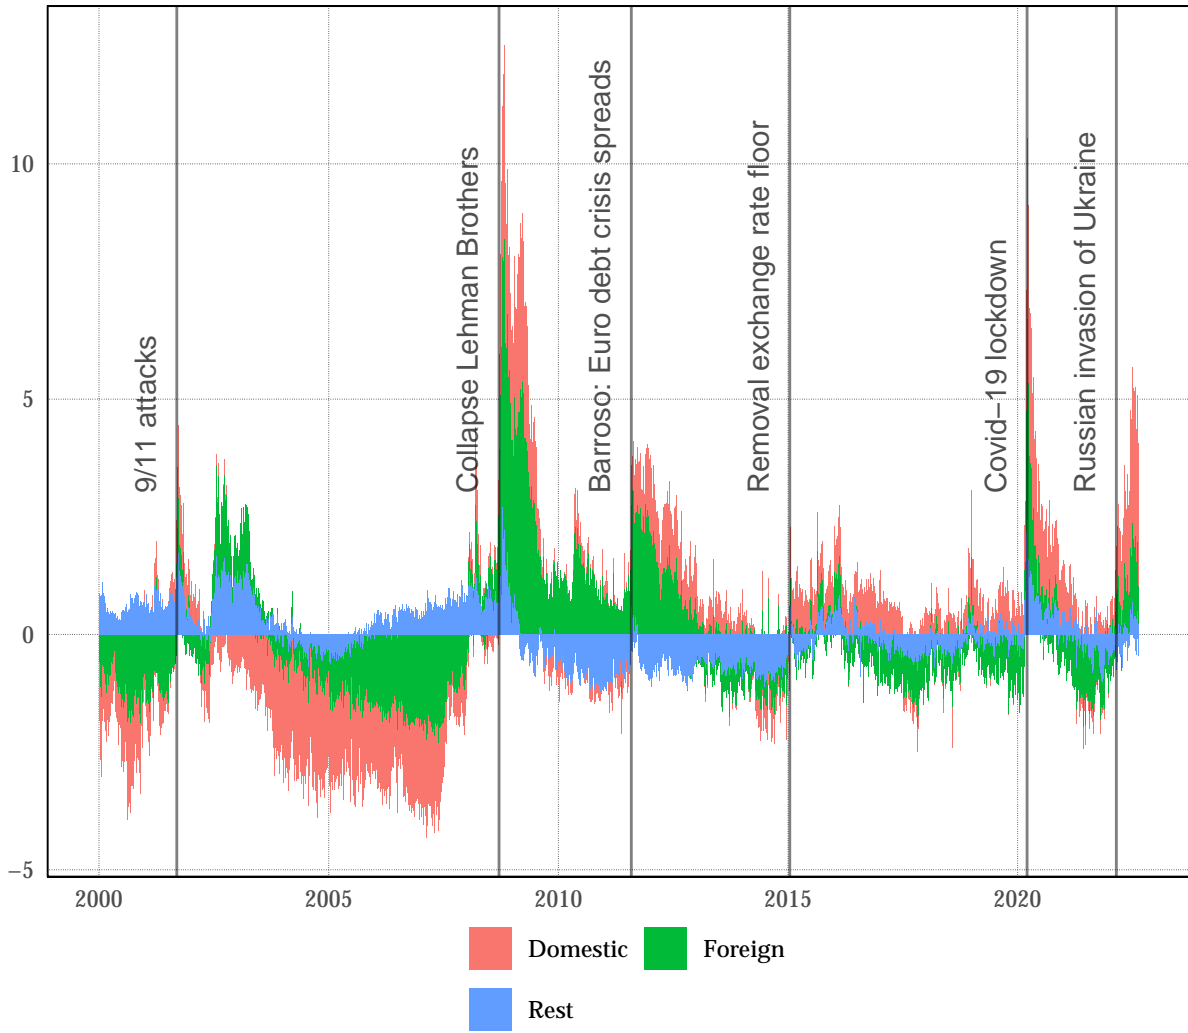 10
5
0
−5
9/11 attacks
Collapse Lehman Brothers
Barroso: Euro debt crisis spreads
Removal exchange rate floor
Covid−19 lockdown
Russian invasion of Ukraine
2000 2005 2010 2015 2020
Domestic Foreign
Rest